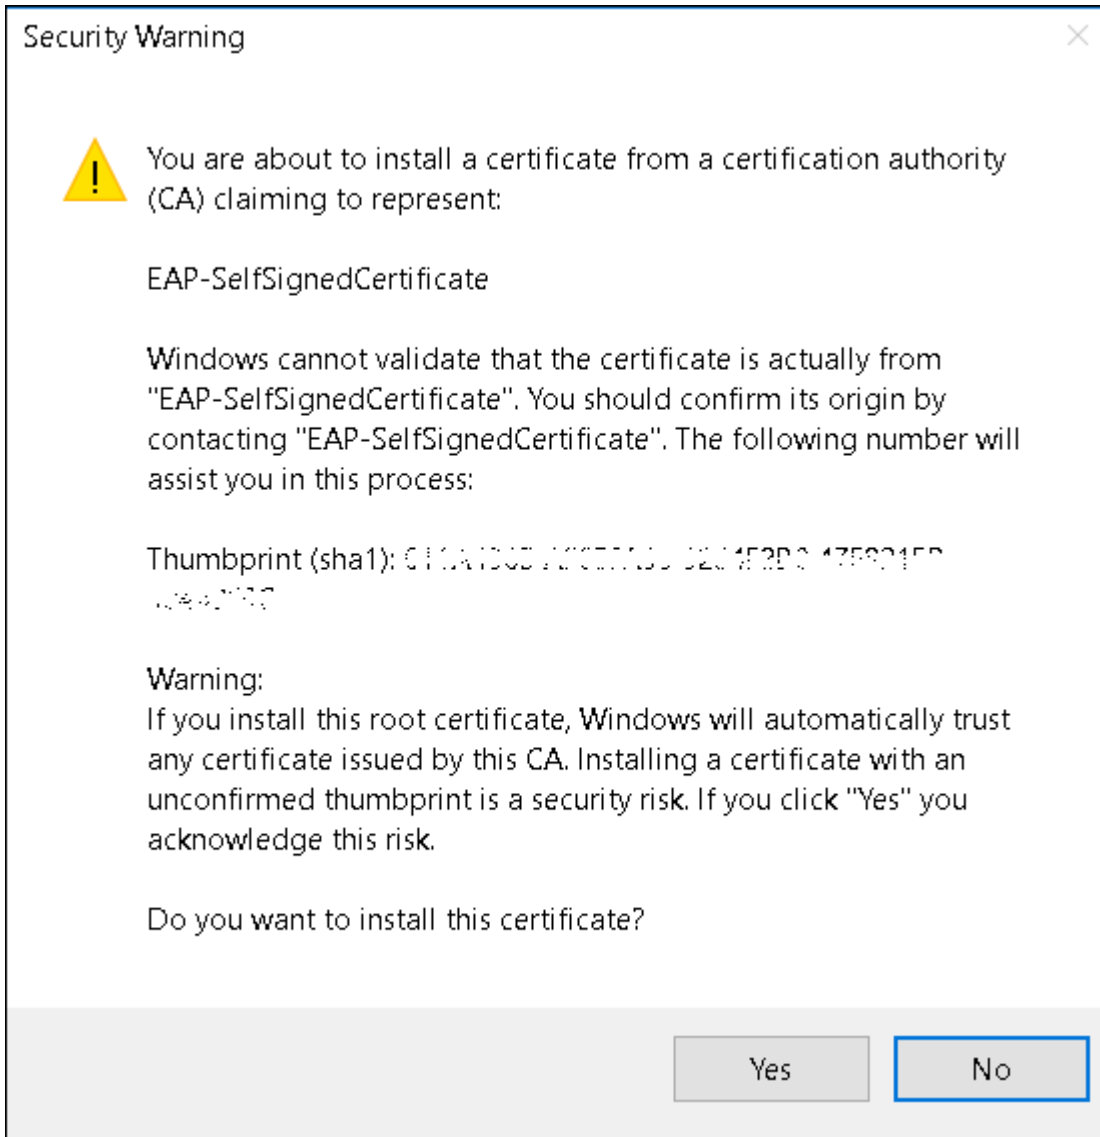 Security Warning
You are about to install a certificate from a certification authority
(CA) claiming to represent:
EAP-SelfSignedCertificate
Windows cannot validate that the certificate is actually from
"EAP-SelfSignedCertificate". You should confirm its origin by
contacting "EAP-SelfSignedCertificate". The following number will
assist you in this process:
Thumbprint (sha1):
Warning:
If you install this root certificate, Windows will automatically trust
any certificate issued by this CA. Installing a certificate with an
unconfirmed thumbprint is a security risk. If you click "Yes" you
acknowledge this risk.
Do you want to install this certificate?
Yes
No